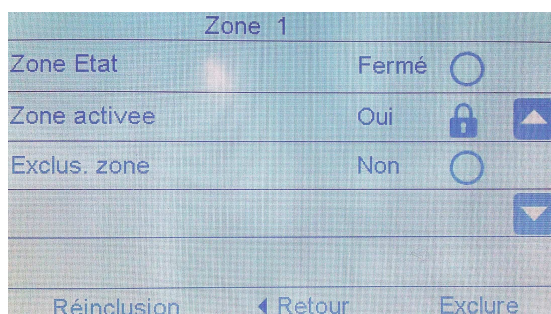 Zone 1
Zone Etat Fermé
Zone activee Oui
Exclus. zone Non
Réinclusion Retour Exclure